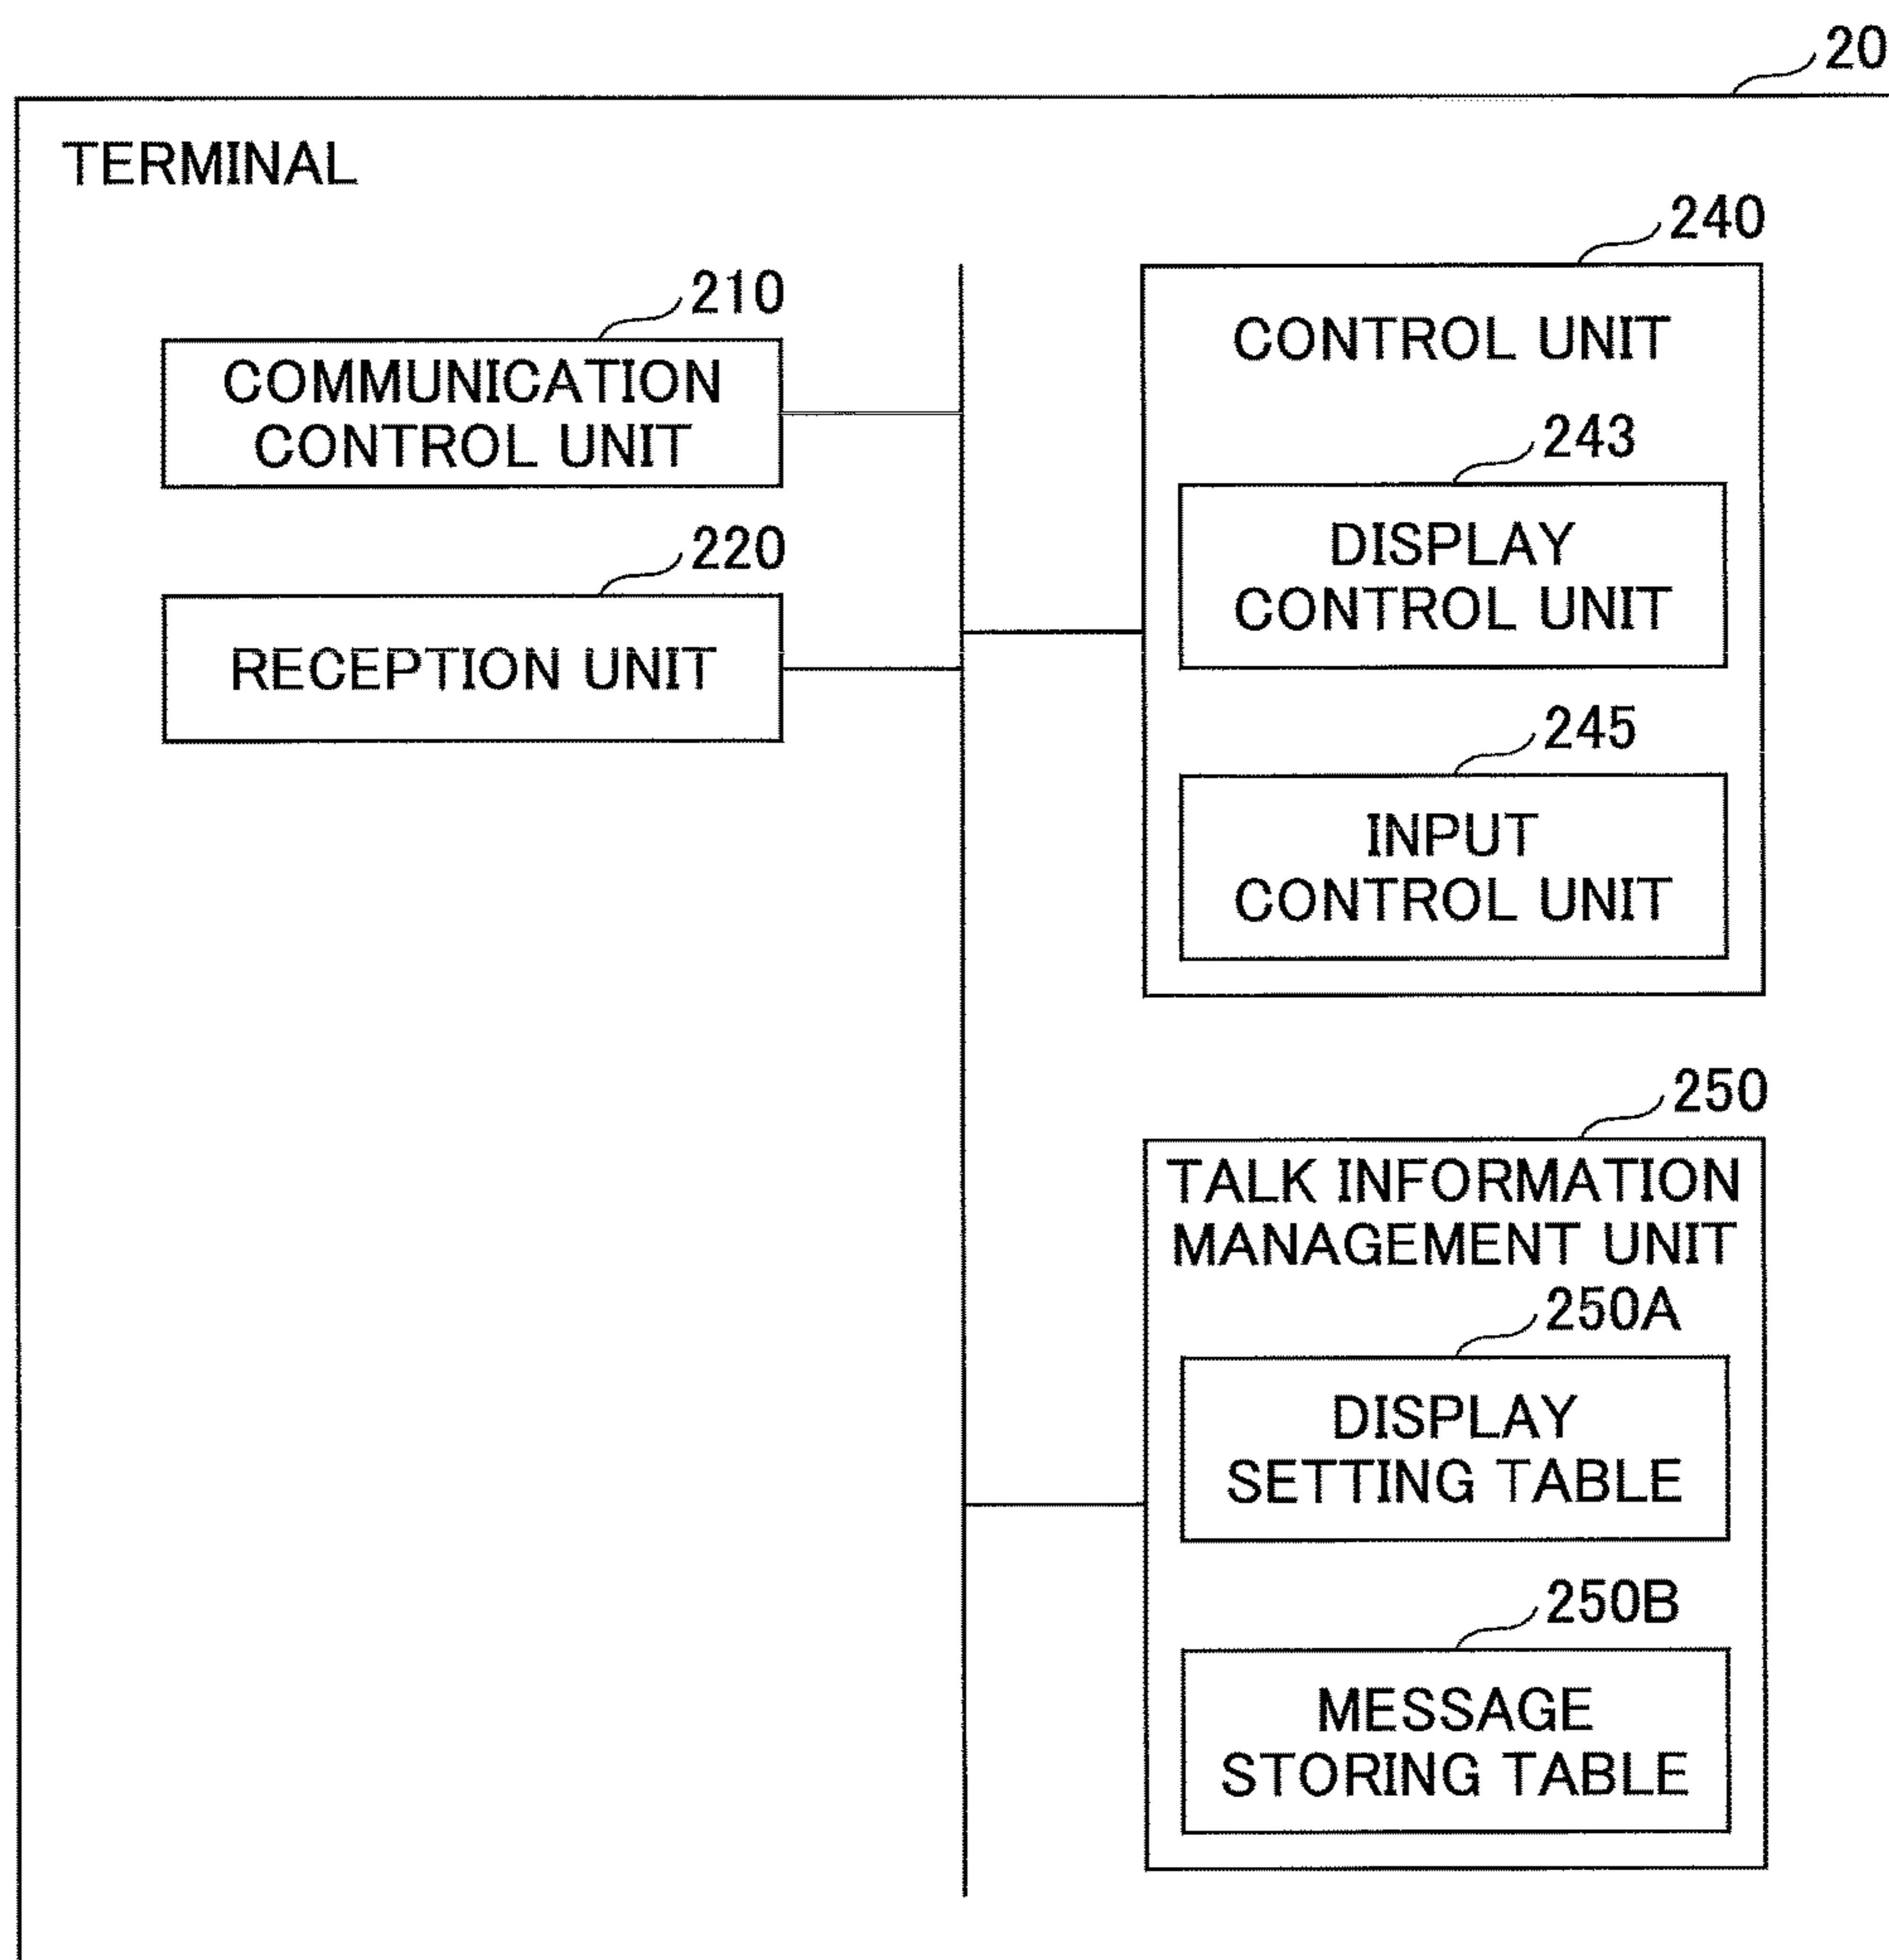 20
TERMINAL
210
COMMUNICATION
CONTROL UNIT
220
RECEPTION UNIT
240
CONTROL UNIT
243
DISPLAY
CONTROL UNIT
245
INPUT
CONTROL UNIT
250
TALK INFORMATION
MANAGEMENT UNIT
250A
DISPLAY
SETTING TABLE
250B
MESSAGE
STORING TABLE